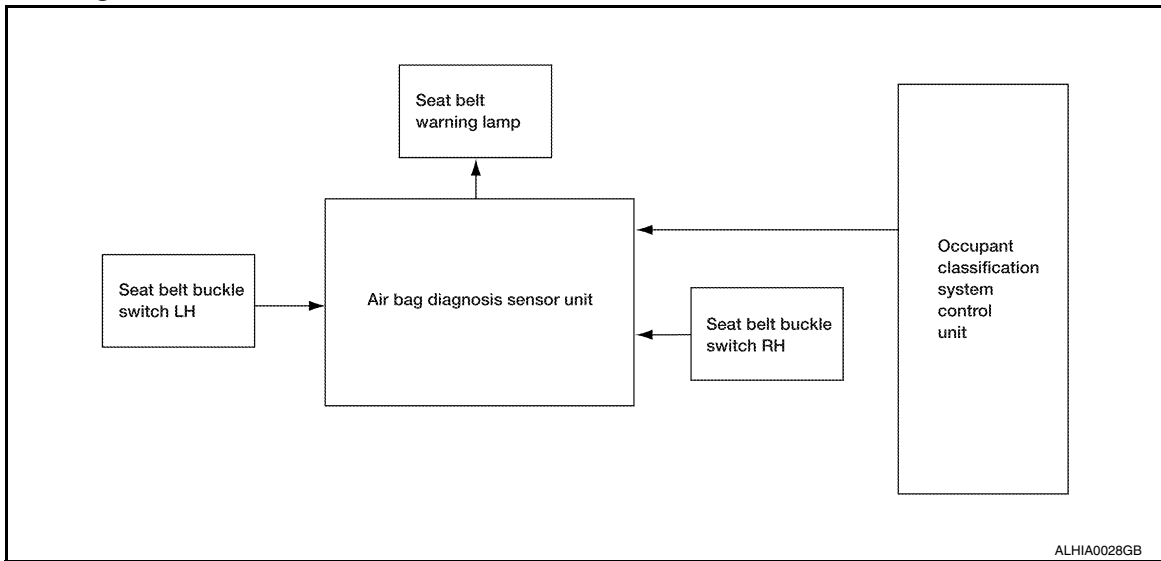 Seat belt
warning lamp
Seat belt buckle
switch LH
Air bag diagnosis sensor unit
Seat belt buckle
switch RH
Occupant
classification
system
control
unit
ALHIA0028GB